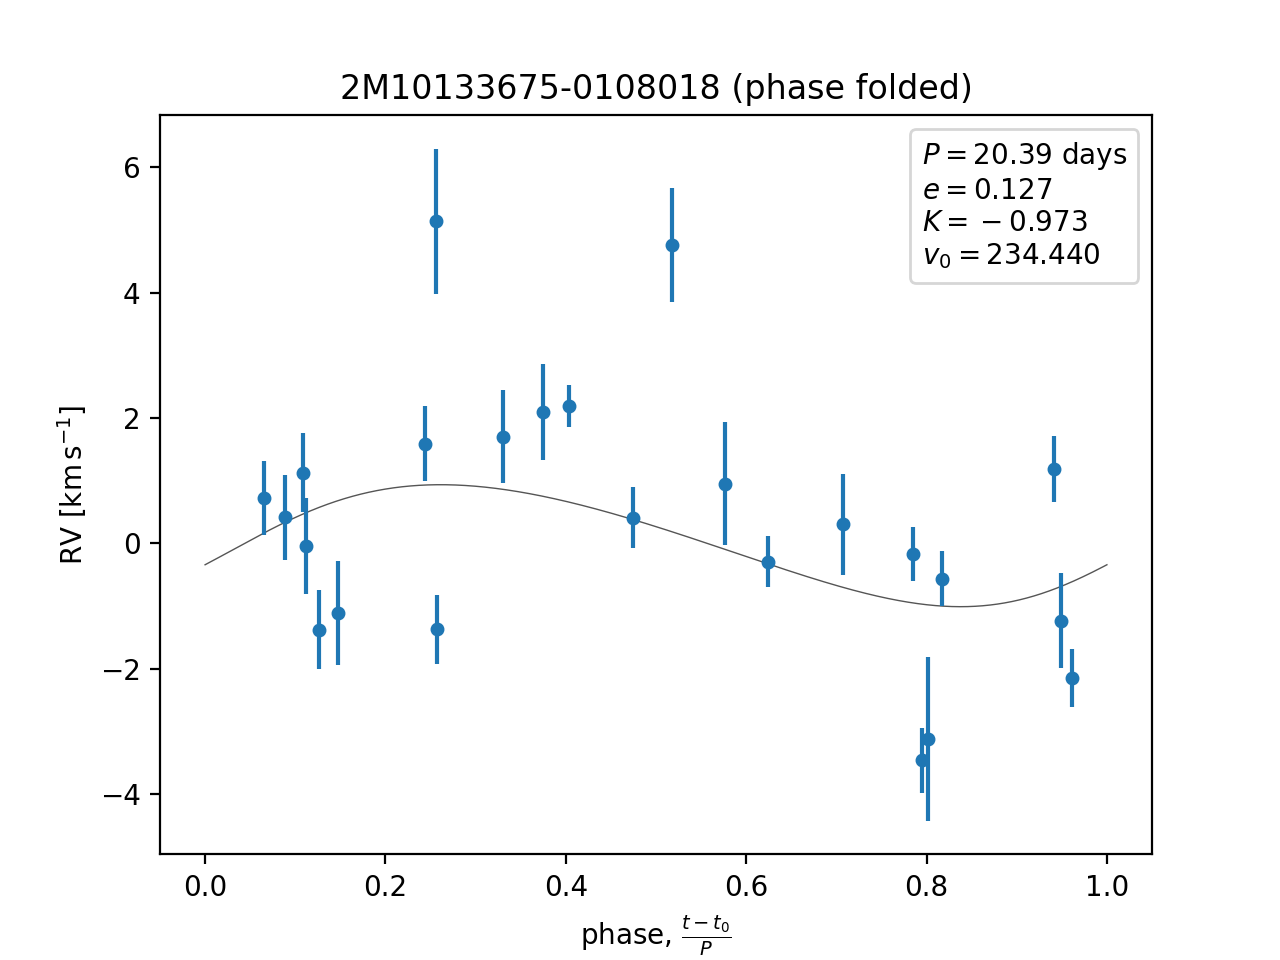 2M10133675-0108018 (phase folded)
P = 20.39 days
e = 0.127
K = −0.973
v₀ = 234.440
6
4
2
0
−2
−4
RV [km s⁻¹]
0.0 0.2 0.4 0.6 0.8 1.0
phase, (t − t₀)/P